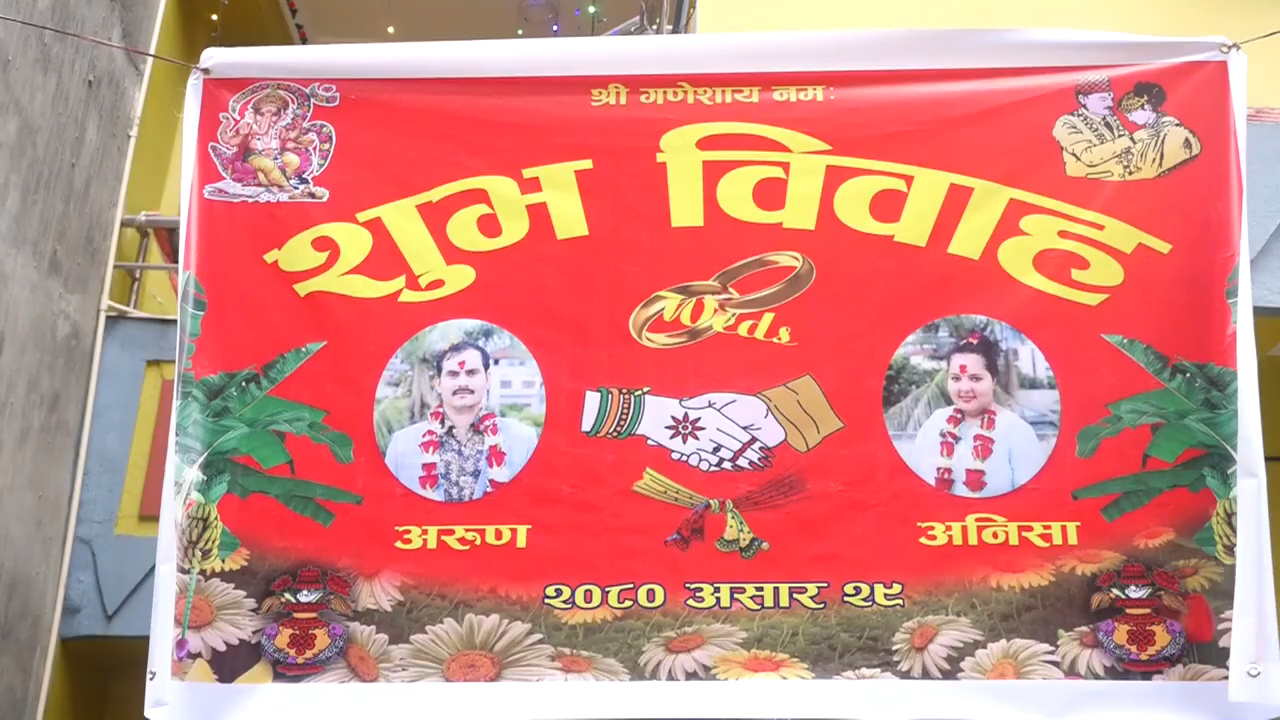 श्री गणेशाय नम:
शुभ विवाह
Weds
अरूण
अनिसा
२०८० असार २९